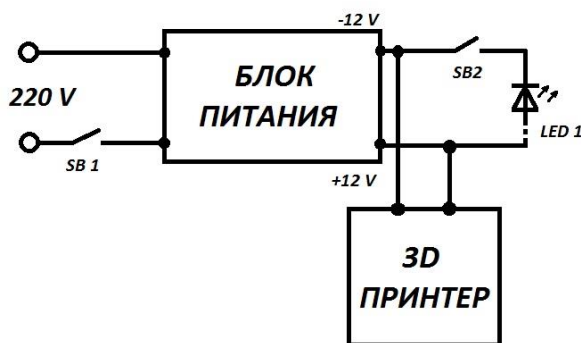 -12 V
БЛОК
ПИТАНИЯ
SB2
220 V
LED 1
SB 1
+12 V
3D
ПРИНТЕР